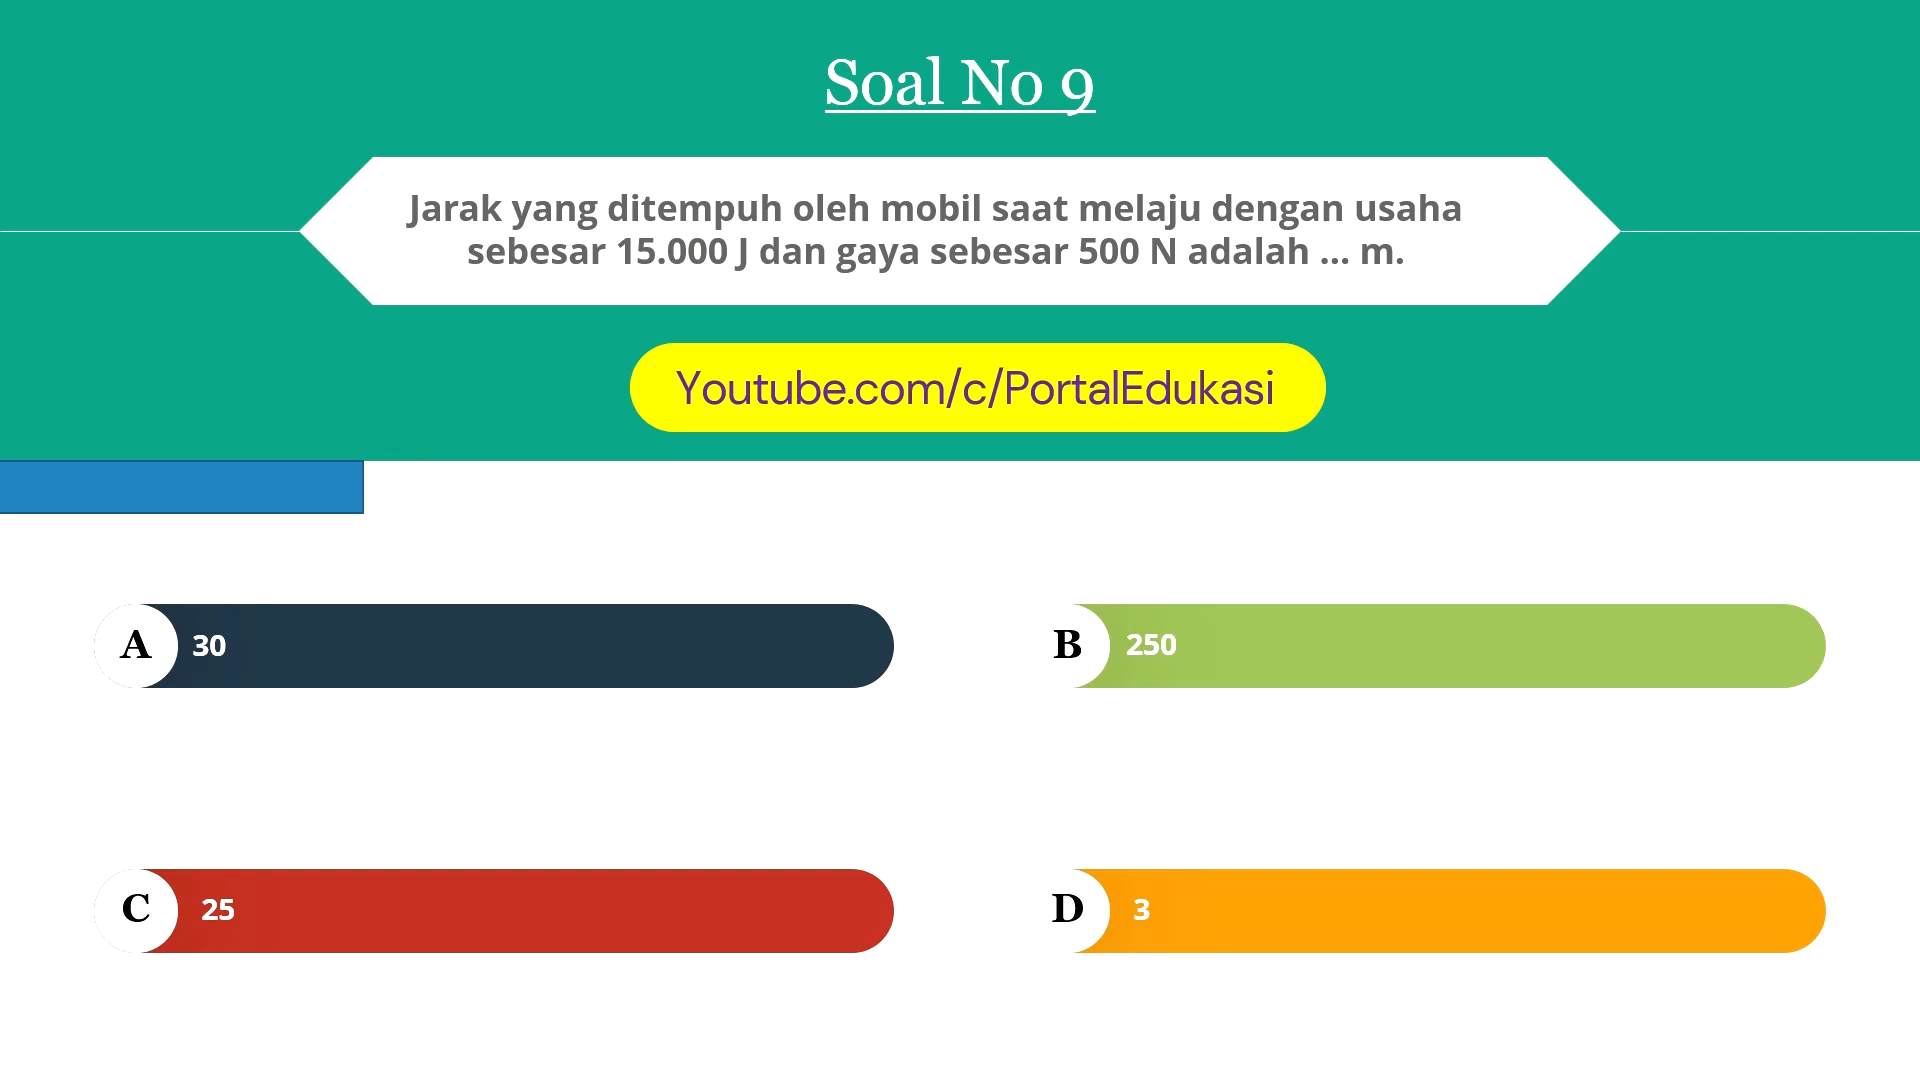 Soal No 9
Jarak yang ditempuh oleh mobil saat melaju dengan usaha
sebesar 15.000 J dan gaya sebesar 500 N adalah ... m.
Youtube.com/c/PortalEdukasi
A 30
B 250
C 25
D 3